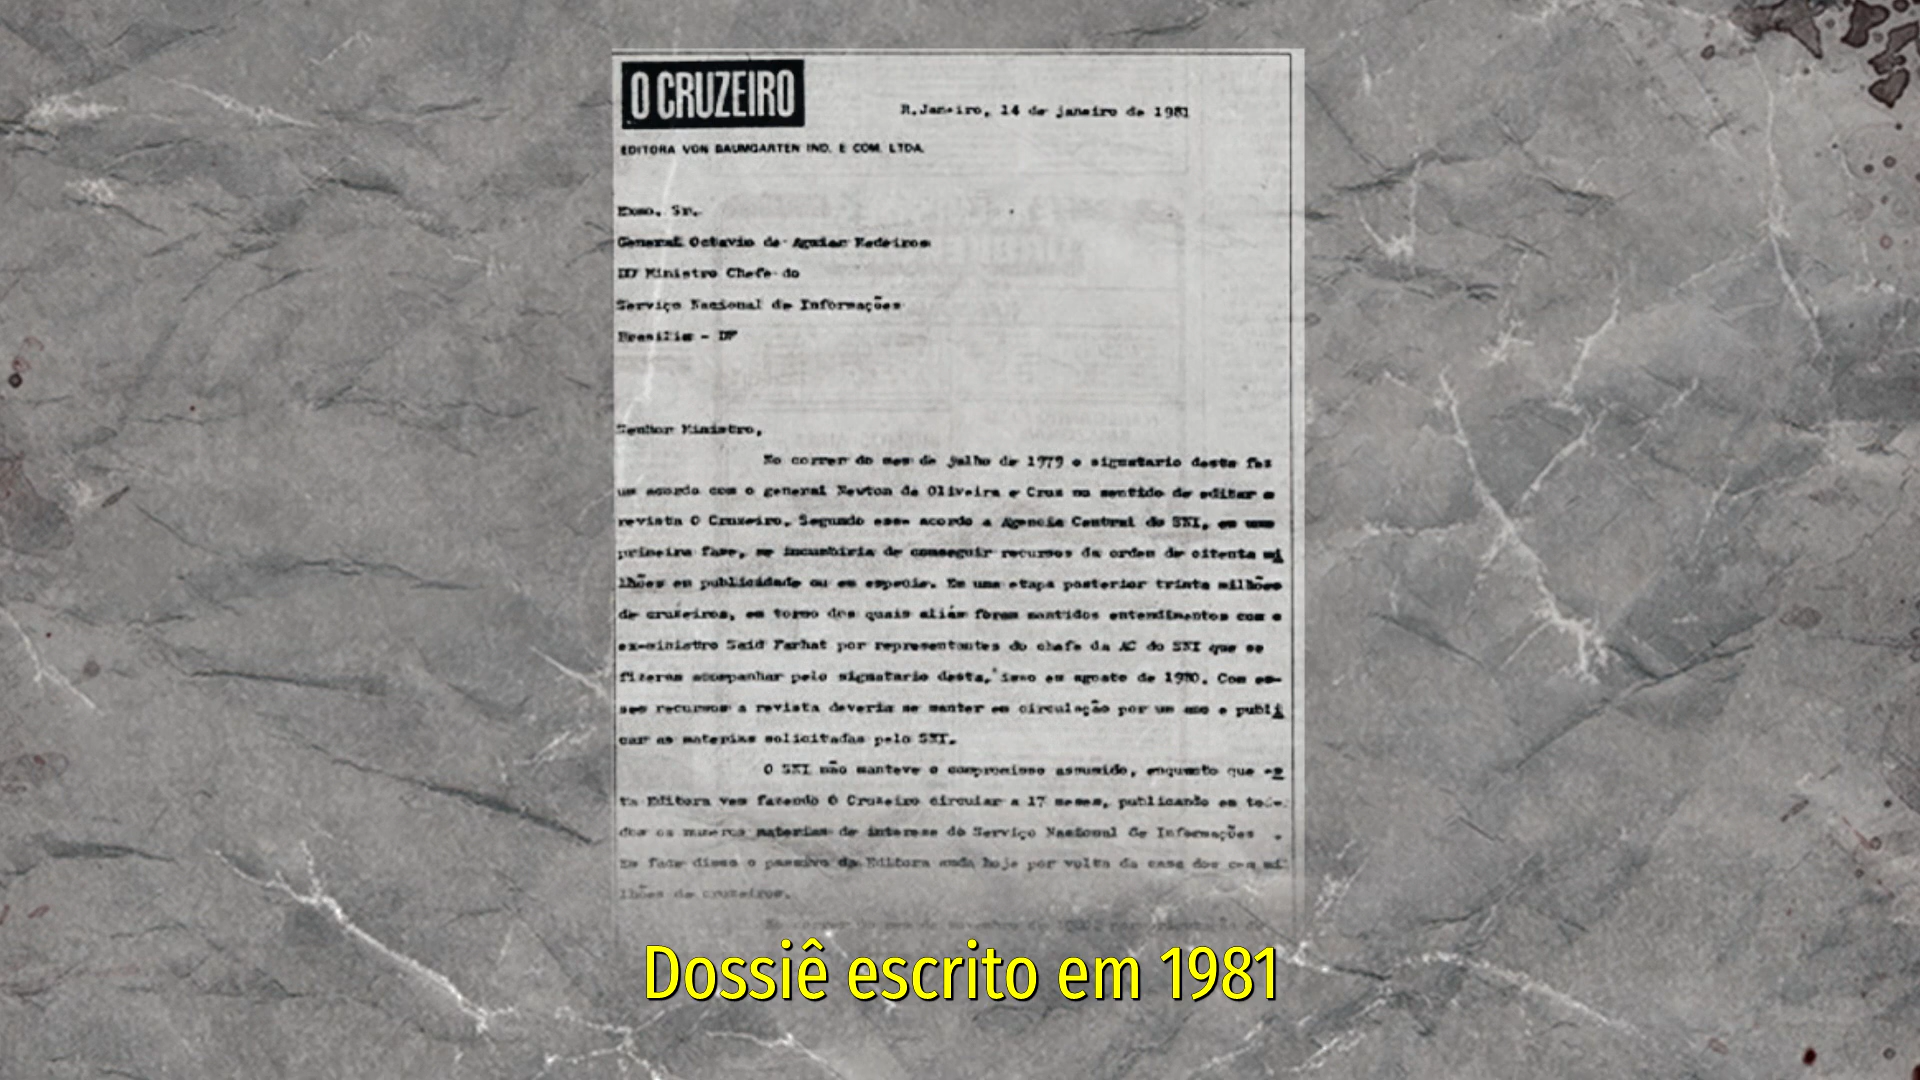 O CRUZEIRO
R.Janeiro, 14 de janeiro de 1981
EDITORA VON BAUMGARTEN IND. E COM. LTDA.
Exmo. Sr.
General Octavio de Aguiar Medeiros
DD Ministro Chefe do
Serviço Nacional de Informações
Brasilia - DF
Senhor Ministro,
No correr do mes de julho de 1979 o signatario desta fez
um acordo com o general Newton de Oliveira e Cruz no sentido de editar a
revista O Cruzeiro. Segundo esse acordo a Agencia Central do SNI, em uma
primeira fase, se incumbiria de conseguir recursos da ordem de oitenta mi
lhões em publicidade ou em especie. Em uma etapa posterior trinta milhões
de cruzeiros, em torno dos quais aliás foram mantidos entendimentos com o
ex-ministro Said Farhat por representantes do chefe da AC do SNI que se
fizeram acompanhar pelo signatario desta, isso em agosto de 1980. Com es-
ses recursos a revista deveria se manter em circulação por um ano e publi
car as materias solicitadas pelo SNI.
O SNI não manteve o compromisso assumido, enquanto que es
ta Editora vem fazendo O Cruzeiro circular a 17 meses, publicando em to-
dos os numeros materias de interesse do Serviço Nacional de Informações .
Em face disso o passivo da Editora anda hoje por volta da casa dos cem mi
lhões de cruzeiros.
Dossiê escrito em 1981